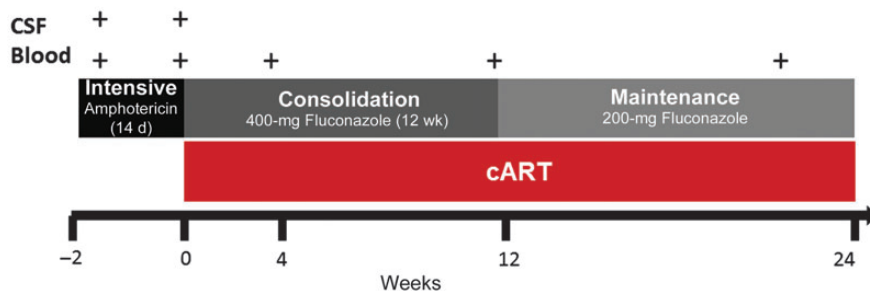 CSF + +
Blood + + + + +
Intensive
Amphotericin
(14 d)
Consolidation
400-mg Fluconazole (12 wk)
Maintenance
200-mg Fluconazole
cART
–2 0 4 12 24
Weeks